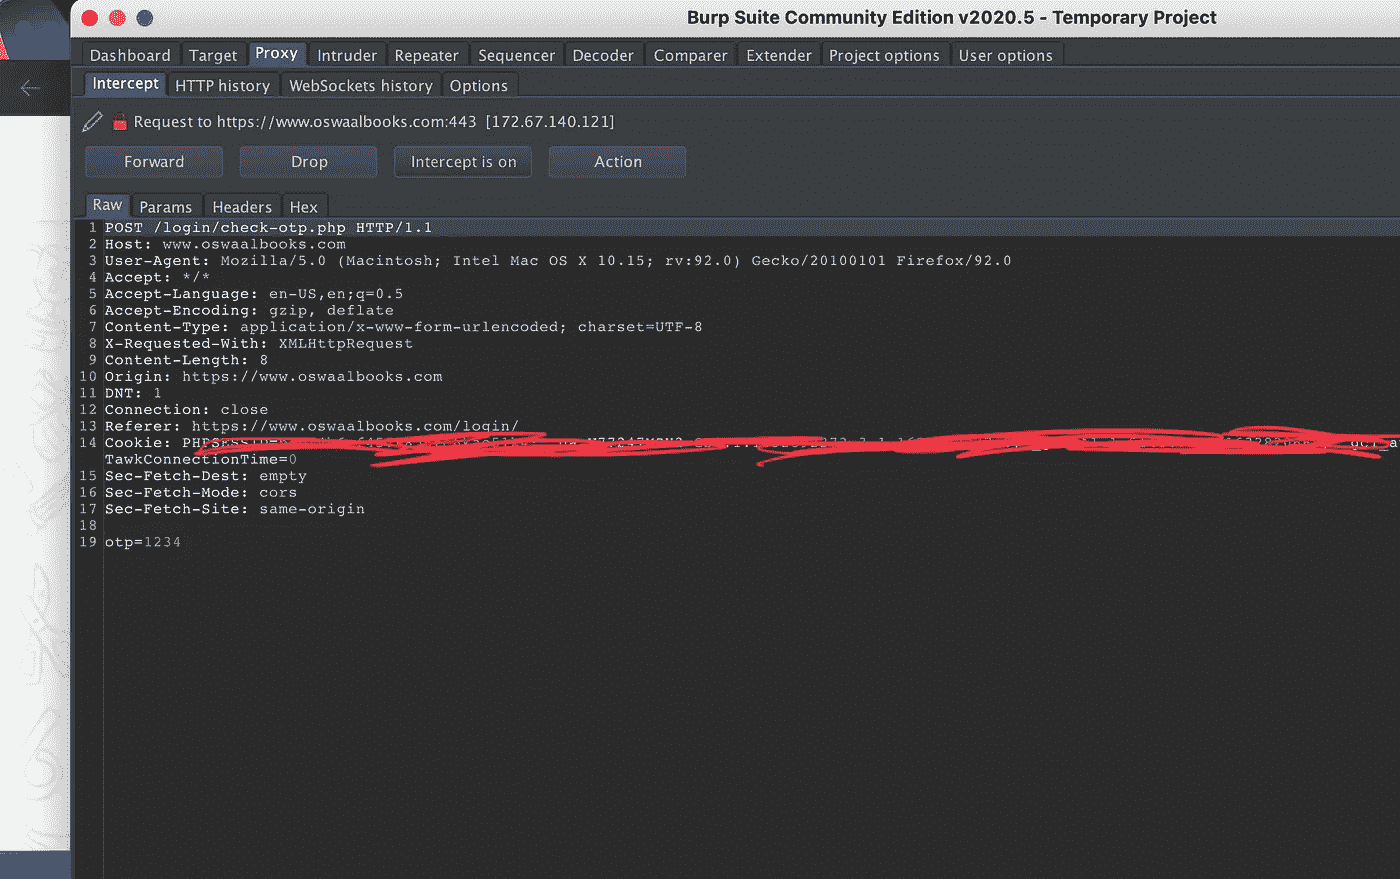 Burp Suite Community Edition v2020.5 - Temporary Project
Dashboard Target Proxy Intruder Repeater Sequencer Decoder Comparer Extender Project options User options
Intercept HTTP history WebSockets history Options
Request to https://www.oswaalbooks.com:443 [172.67.140.121]
Forward Drop Intercept is on Action
Raw Params Headers Hex
1 POST /login/check-otp.php HTTP/1.1
2 Host: www.oswaalbooks.com
3 User-Agent: Mozilla/5.0 (Macintosh; Intel Mac OS X 10.15; rv:92.0) Gecko/20100101 Firefox/92.0
4 Accept: */*
5 Accept-Language: en-US,en;q=0.5
6 Accept-Encoding: gzip, deflate
7 Content-Type: application/x-www-form-urlencoded; charset=UTF-8
8 X-Requested-With: XMLHttpRequest
9 Content-Length: 8
10 Origin: https://www.oswaalbooks.com
11 DNT: 1
12 Connection: close
13 Referer: https://www.oswaalbooks.com/login/
14 Cookie:
TawkConnectionTime=0
15 Sec-Fetch-Dest: empty
16 Sec-Fetch-Mode: cors
17 Sec-Fetch-Site: same-origin
18
19 otp=1234